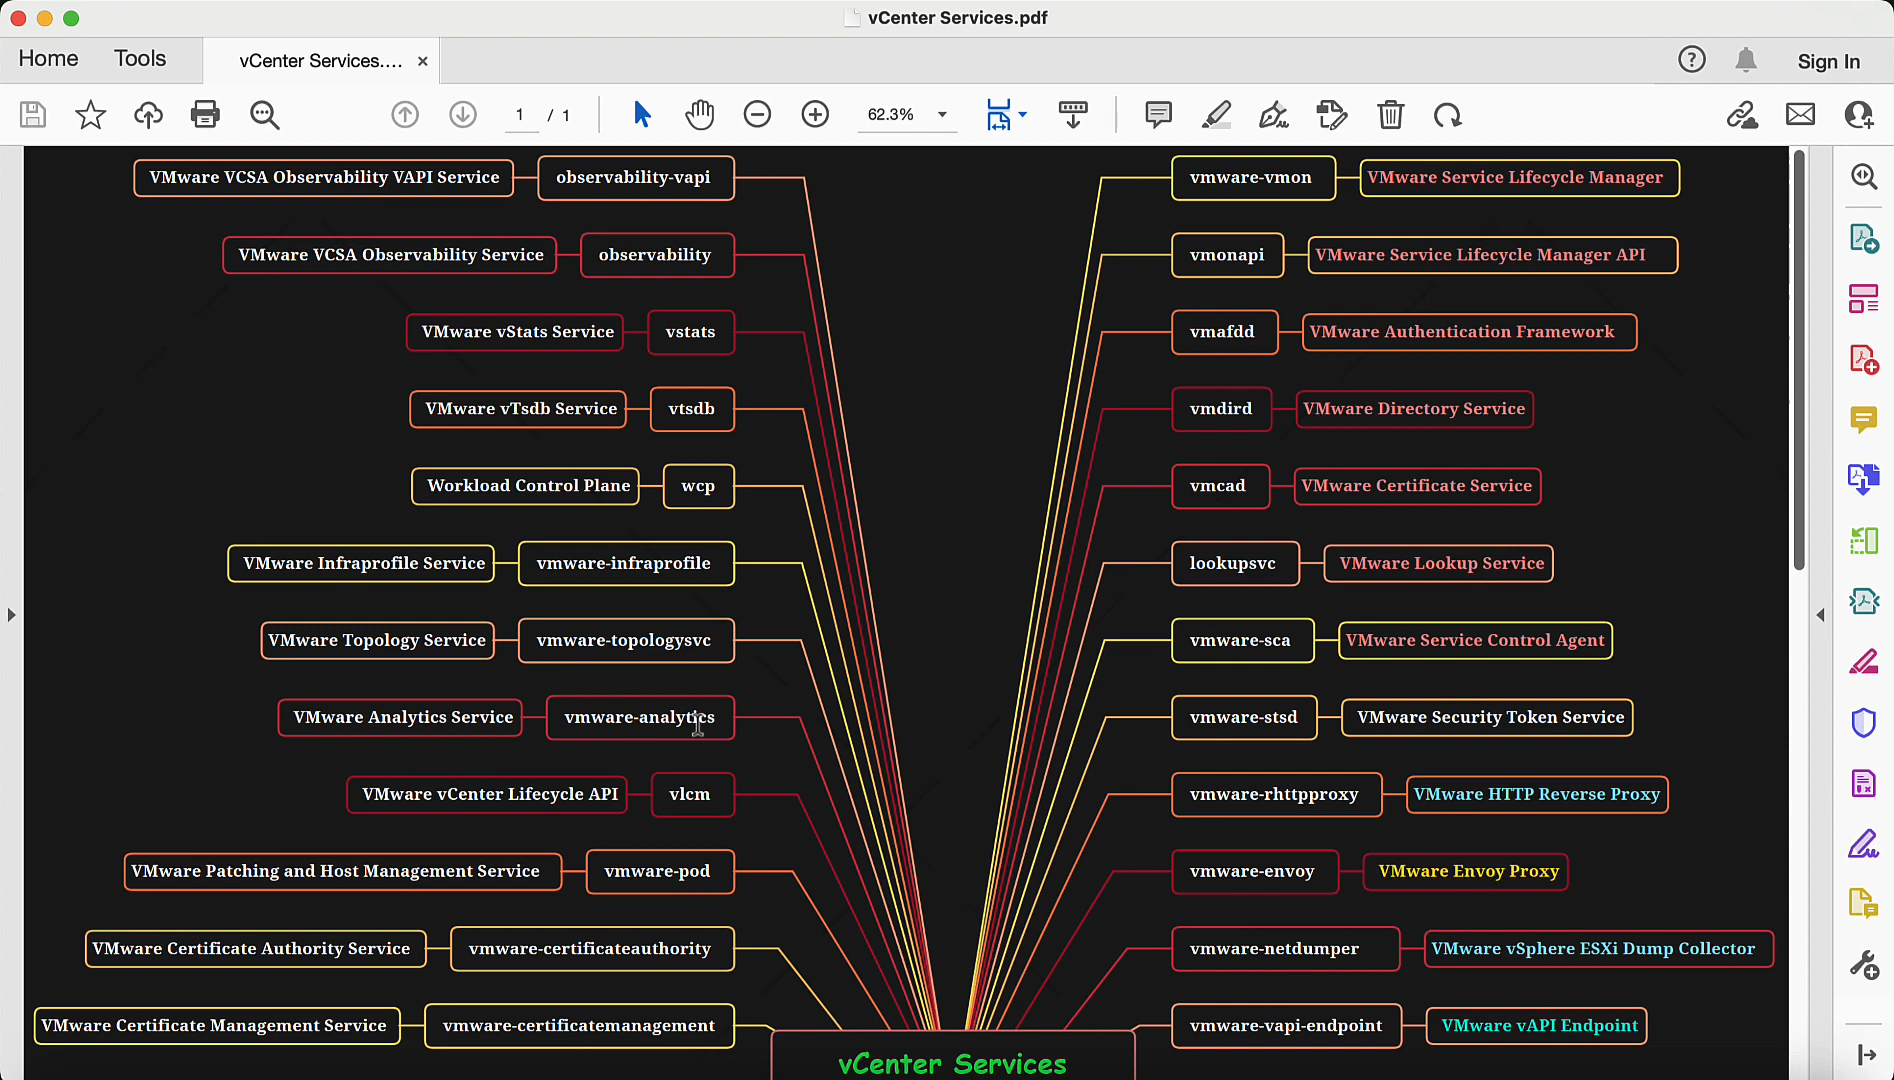 vCenter Services.pdf
Home
Tools
vCenter Services.... ×
Sign In
1 / 1
62.3%
VMware VCSA Observability VAPI Service
observability-vapi
vmware-vmon
VMware Service Lifecycle Manager
VMware VCSA Observability Service
observability
vmonapi
VMware Service Lifecycle Manager API
VMware vStats Service
vstats
vmafdd
VMware Authentication Framework
VMware vTsdb Service
vtsdb
vmdird
VMware Directory Service
Workload Control Plane
wcp
vmcad
VMware Certificate Service
VMware Infraprofile Service
vmware-infraprofile
lookupsvc
VMware Lookup Service
VMware Topology Service
vmware-topologysvc
vmware-sca
VMware Service Control Agent
VMware Analytics Service
vmware-analytics
vmware-stsd
VMware Security Token Service
VMware vCenter Lifecycle API
vlcm
vmware-rhttpproxy
VMware HTTP Reverse Proxy
VMware Patching and Host Management Service
vmware-pod
vmware-envoy
VMware Envoy Proxy
VMware Certificate Authority Service
vmware-certificateauthority
vmware-netdumper
VMware vSphere ESXi Dump Collector
VMware Certificate Management Service
vmware-certificatemanagement
vmware-vapi-endpoint
VMware vAPI Endpoint
vCenter Services